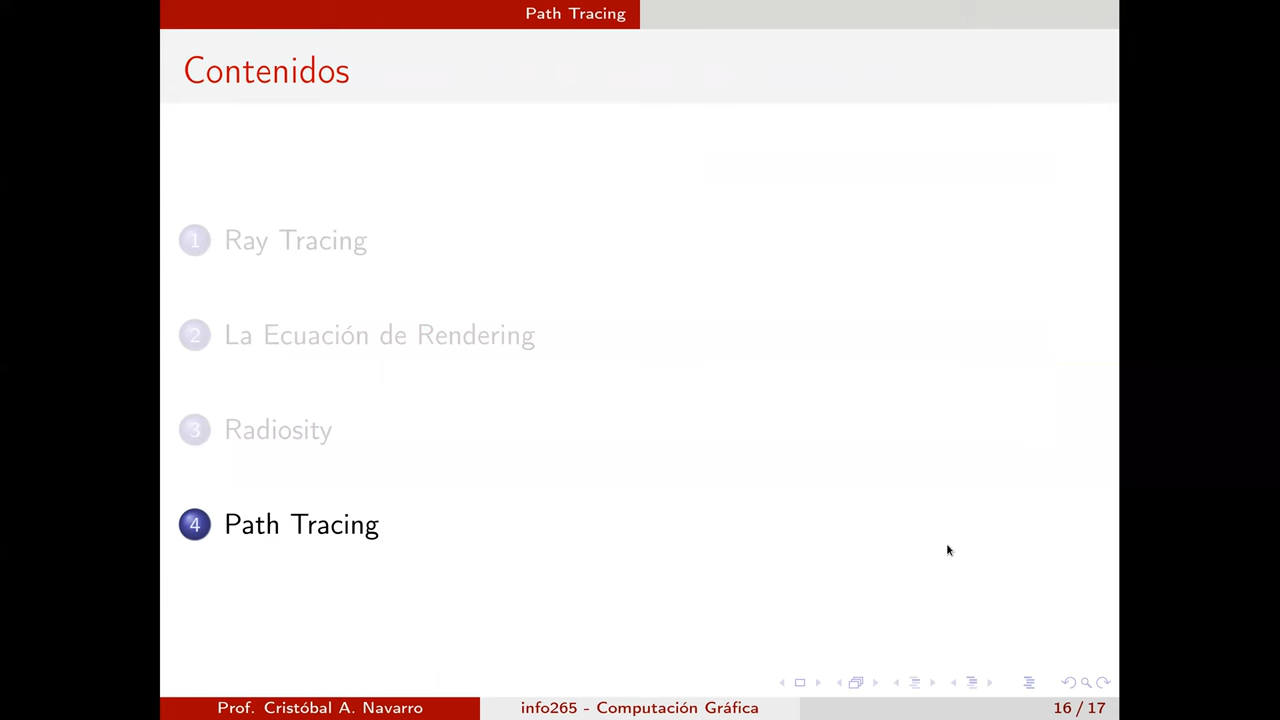 Path Tracing
Contenidos
1 Ray Tracing
2 La Ecuación de Rendering
3 Radiosity
4 Path Tracing
Prof. Cristóbal A. Navarro
info265 - Computación Gráfica
16 / 17